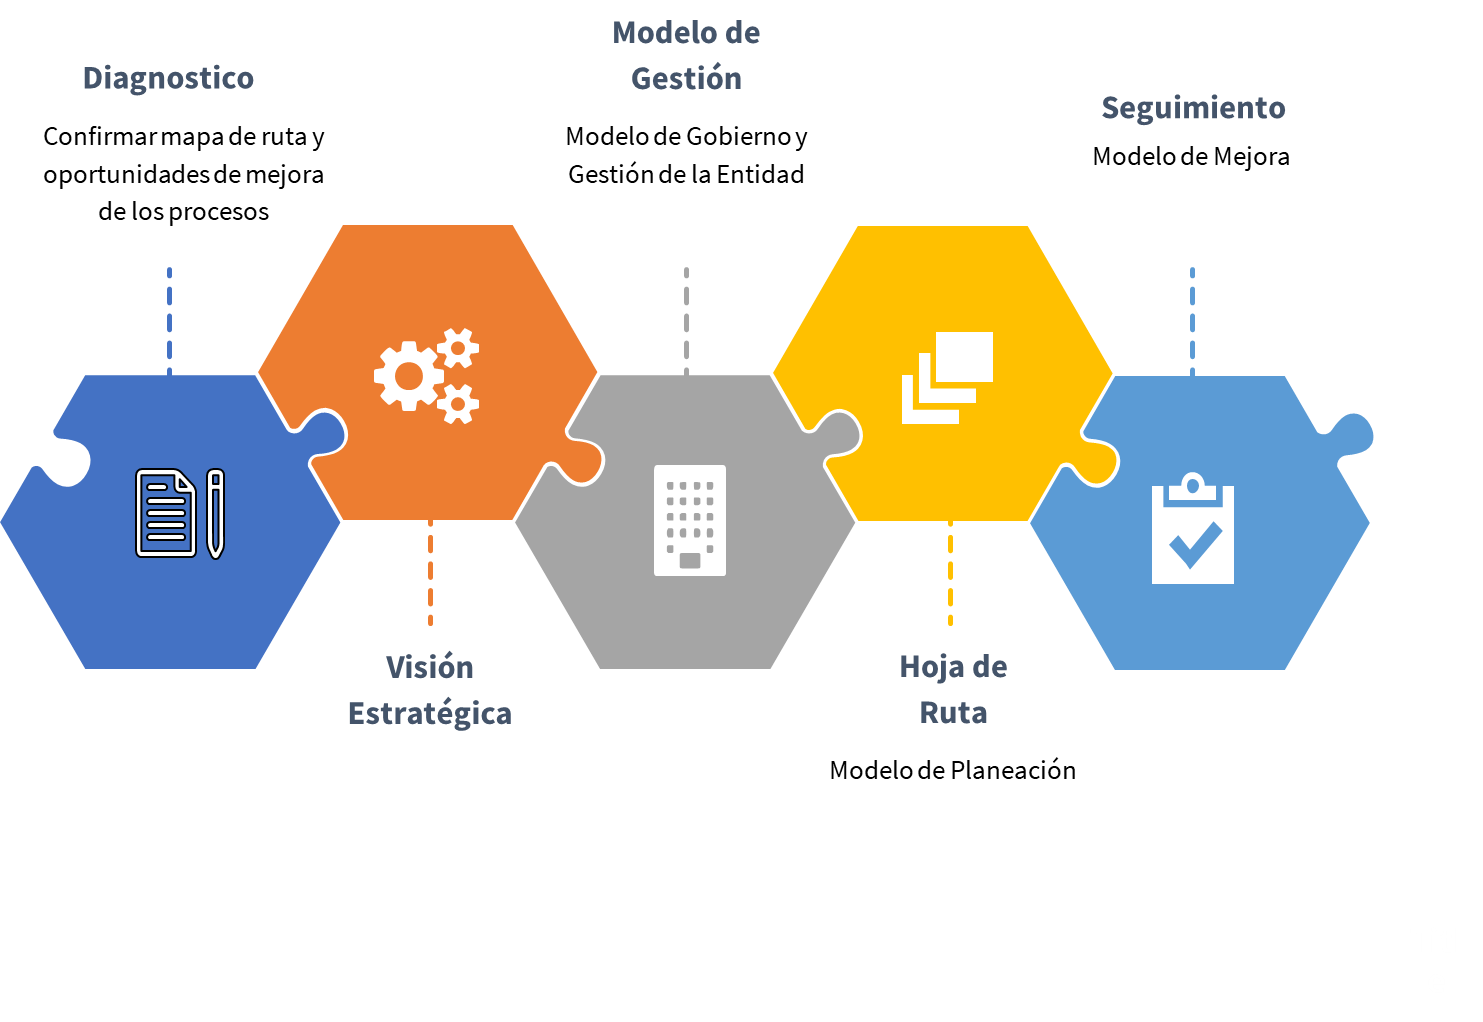 Diagnostico
Confirmar mapa de ruta y
oportunidades de mejora
de los procesos
Visión
Estratégica
Modelo de
Gestión
Modelo de Gobierno y
Gestión de la Entidad
Hoja de
Ruta
Modelo de Planeación
Seguimiento
Modelo de Mejora